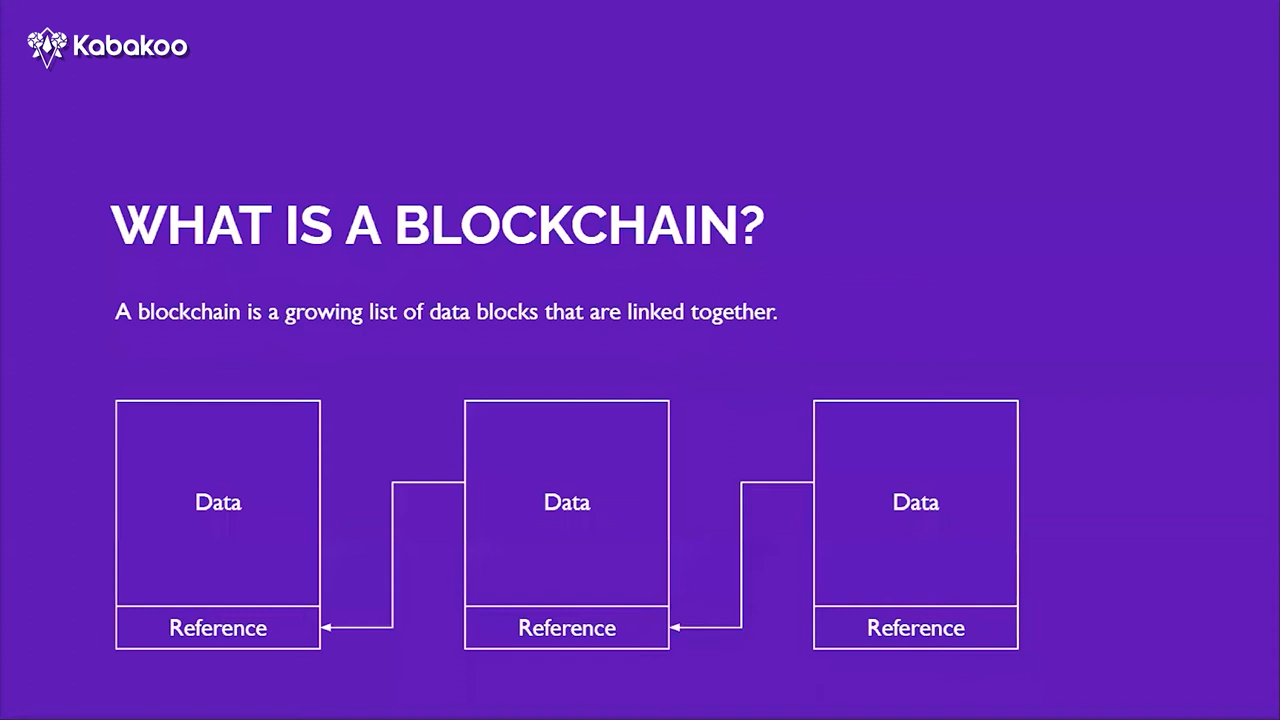 Kabakoo
WHAT IS A BLOCKCHAIN?
A blockchain is a growing list of data blocks that are linked together.
Data
Data
Data
Reference
Reference
Reference